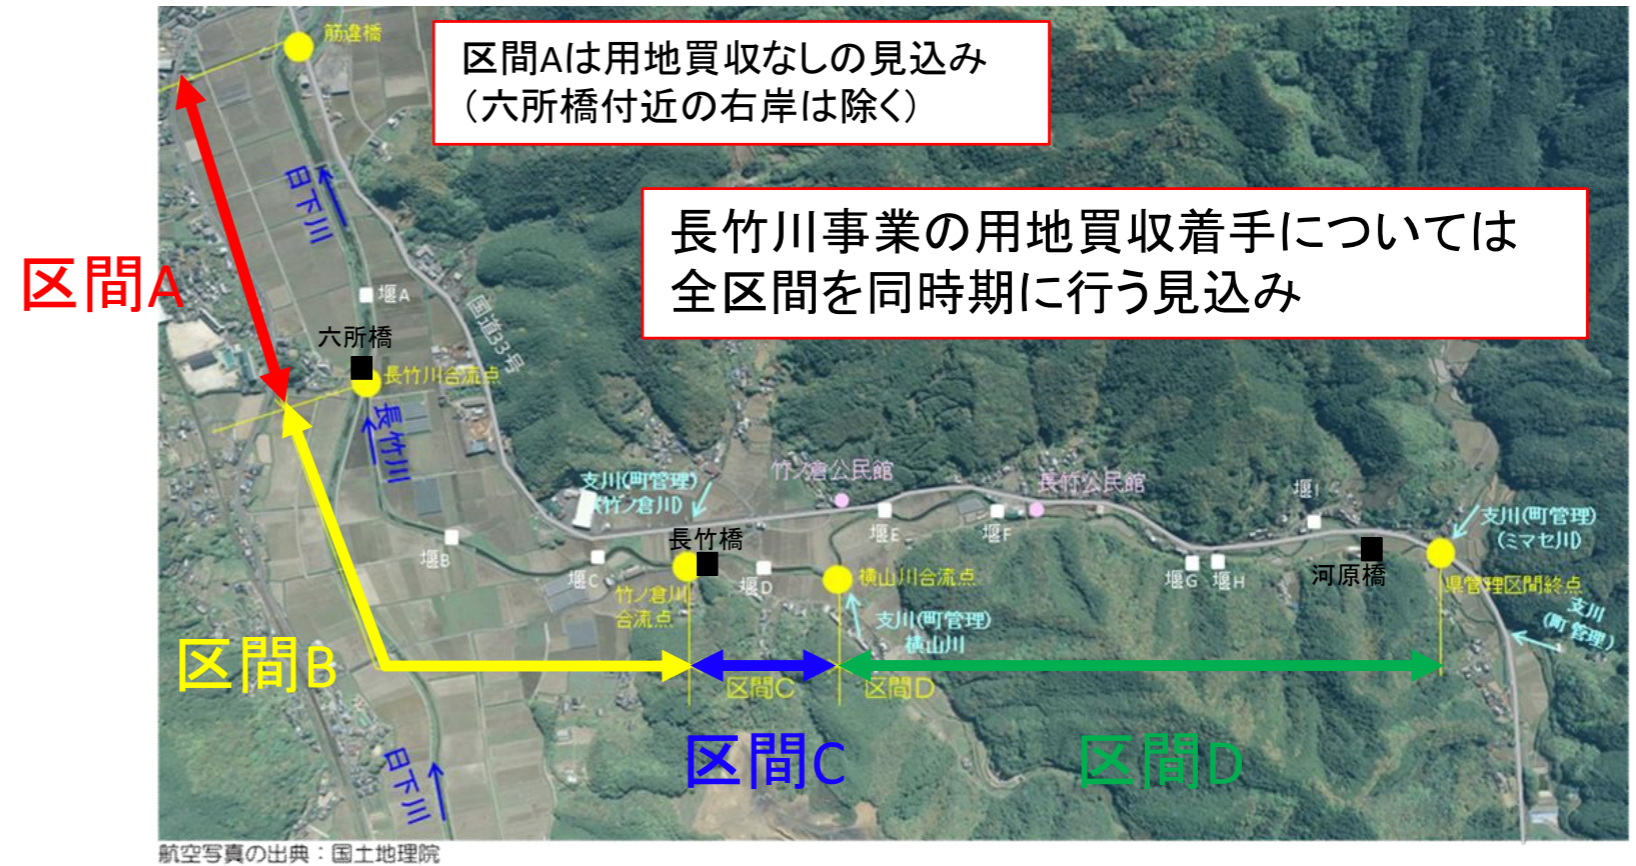 筋違橋
区間Aは用地買収なしの見込み
（六所橋付近の右岸は除く）
日下川
長竹川事業の用地買収着手については
全区間を同時期に行う見込み
区間A
堰A
国道33号
六所橋
長竹川合流点
長竹川
支川(町管理)
(竹ノ倉川)
竹ノ倉公民館
長竹公民館
堰I
支川(町管理)
(ミマセ川)
堰B
堰C
長竹橋
堰D
堰E
堰F
堰G
堰H
河原橋
竹ノ倉川
合流点
横山川合流点
県管理区間終点
支川(町管理)
横山川
支川
(町管理)
区間B
区間C
区間D
区間C
区間D
日下川
航空写真の出典：国土地理院